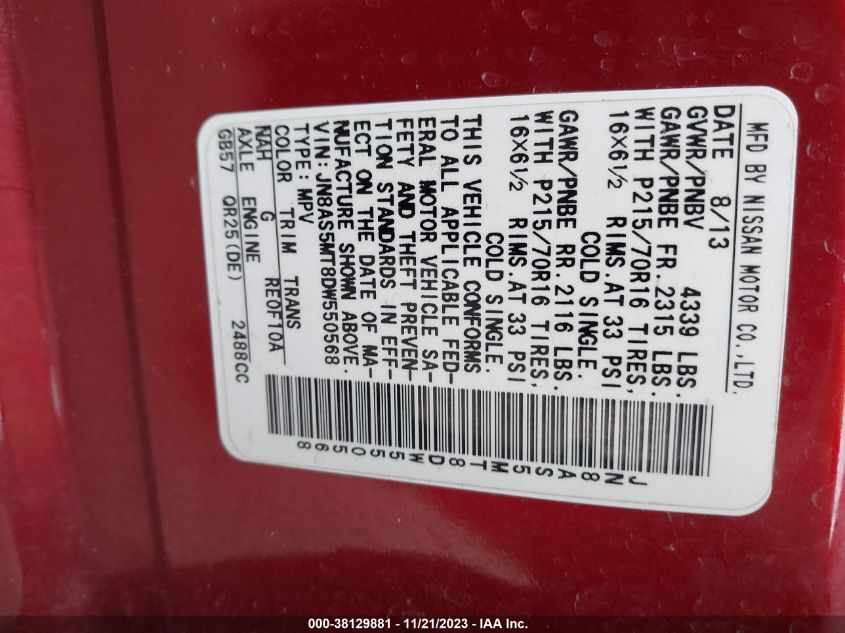 MFD BY NISSAN MOTOR CO.,LTD.
DATE 8/13
GVWR/PNBV 4339 LBS.
GAWR/PNBE FR. 2315 LBS.
WITH P215/70R16 TIRES,
16X6½ RIMS.AT 33 PSI
COLD SINGLE.
GAWR/PNBE RR. 2116 LBS.
WITH P215/70R16 TIRES,
16X6½ RIMS.AT 33 PSI
COLD SINGLE.
THIS VEHICLE CONFORMS
TO ALL APPLICABLE FED-
ERAL MOTOR VEHICLE SA-
FETY AND THEFT PREVEN-
TION STANDARDS IN EFF-
ECT ON THE DATE OF MA-
NUFACTURE SHOWN ABOVE.
VIN: JN8AS5MT8DW550568
TYPE: MPV
COLOR TRIM TRANS
NAH G RE0F10A
AXLE ENGINE
GB57 QR25(DE) 2488CC
JN8AS5MT8DW550568
000-38129881 - 11/21/2023 - IAA Inc.